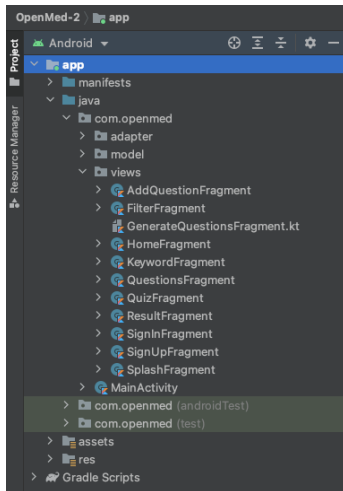 OpenMed-2 app
Project
Resource Manager
Android
app
manifests
java
com.openmed
adapter
model
views
AddQuestionFragment
FilterFragment
GenerateQuestionsFragment.kt
HomeFragment
KeywordFragment
QuestionsFragment
QuizFragment
ResultFragment
SignInFragment
SignUpFragment
SplashFragment
MainActivity
com.openmed (androidTest)
com.openmed (test)
assets
res
Gradle Scripts